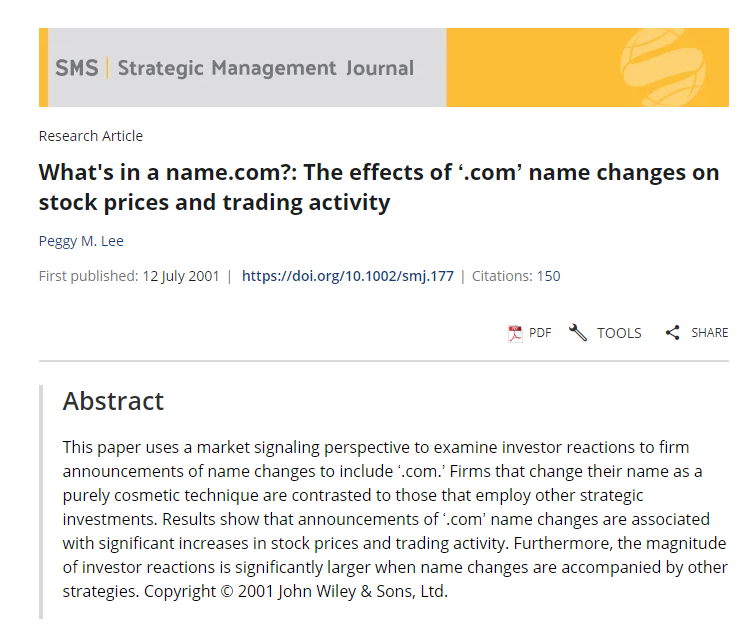 SMS | Strategic Management Journal
Research Article
What's in a name.com?: The effects of ‘.com’ name changes on
stock prices and trading activity
Peggy M. Lee
First published: 12 July 2001 | https://doi.org/10.1002/smj.177 | Citations: 150
PDF TOOLS SHARE
Abstract
This paper uses a market signaling perspective to examine investor reactions to firm
announcements of name changes to include ‘.com.’ Firms that change their name as a
purely cosmetic technique are contrasted to those that employ other strategic
investments. Results show that announcements of ‘.com’ name changes are associated
with significant increases in stock prices and trading activity. Furthermore, the magnitude
of investor reactions is significantly larger when name changes are accompanied by other
strategies. Copyright © 2001 John Wiley & Sons, Ltd.